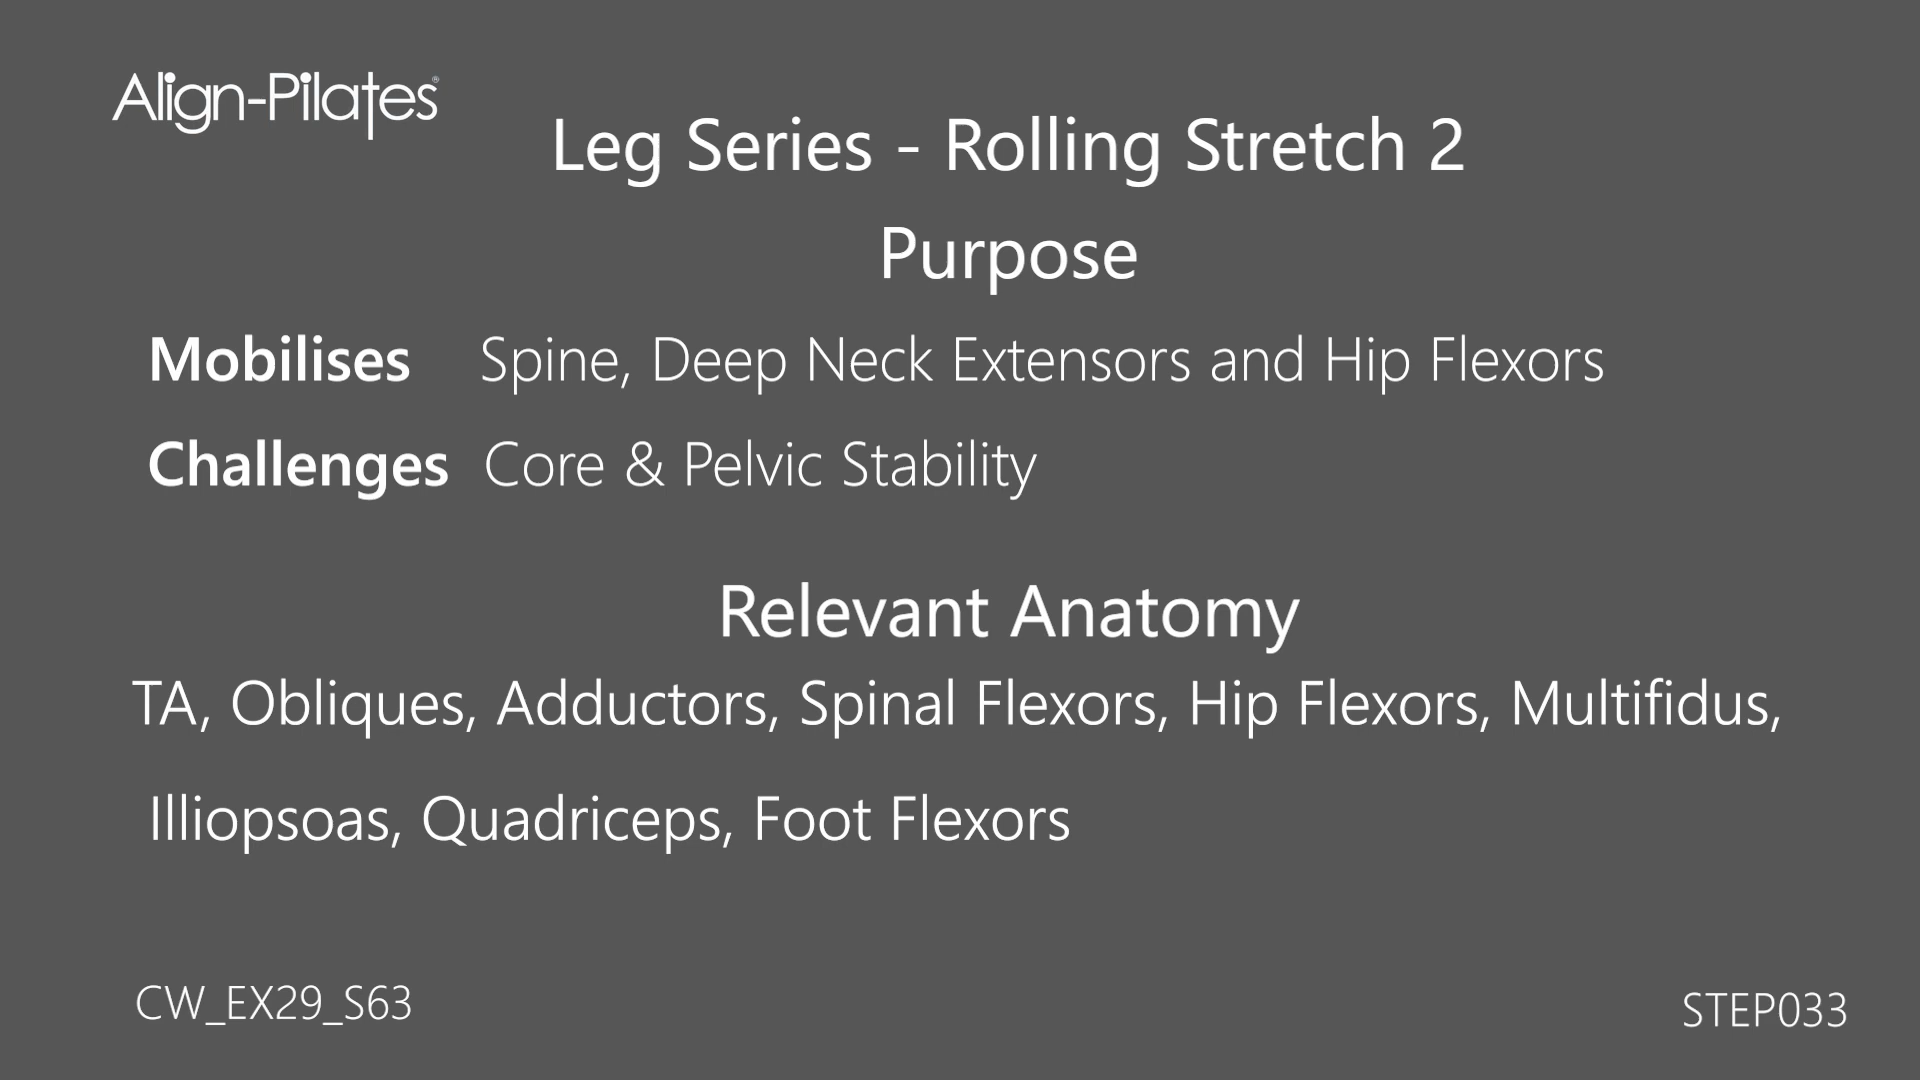 Align-Pilates®
Leg Series - Rolling Stretch 2
Purpose
Mobilises Spine, Deep Neck Extensors and Hip Flexors
Challenges Core & Pelvic Stability
Relevant Anatomy
TA, Obliques, Adductors, Spinal Flexors, Hip Flexors, Multifidus,
Illiopsoas, Quadriceps, Foot Flexors
CW_EX29_S63
STEP033